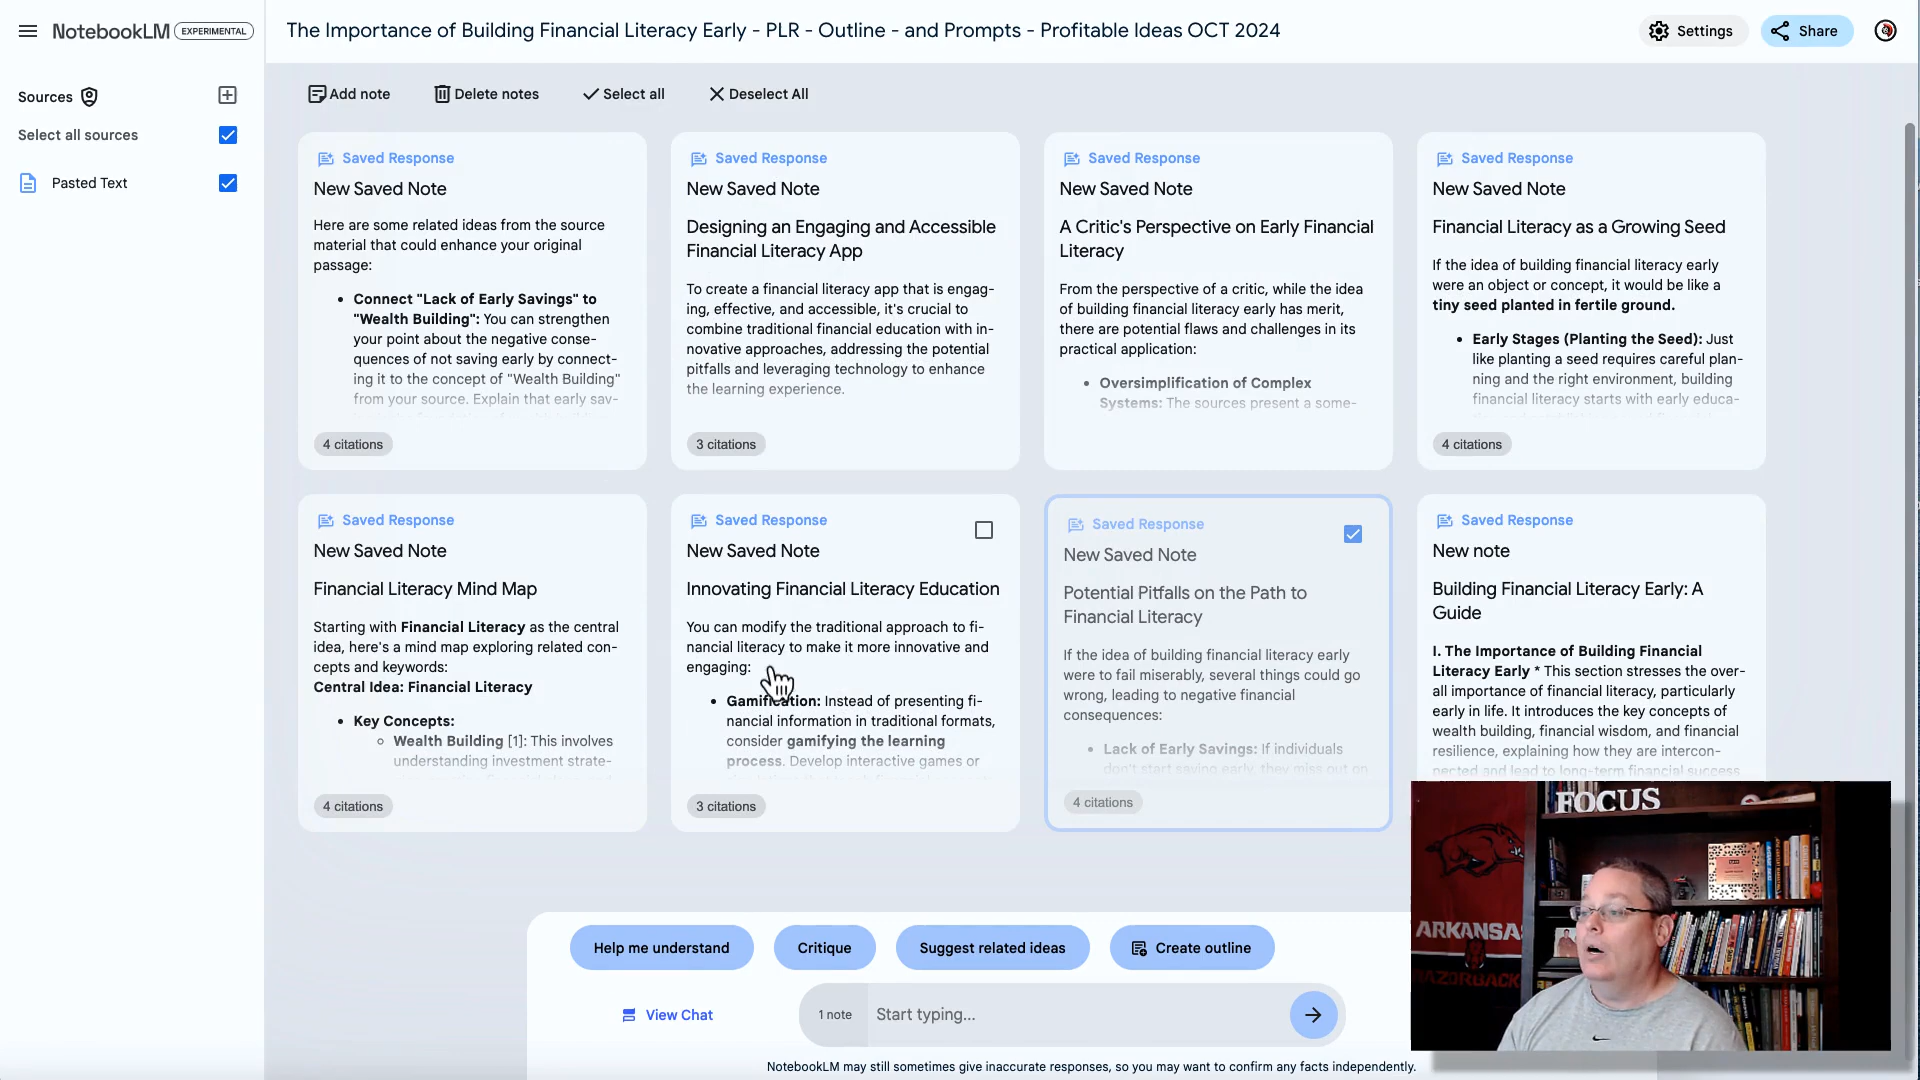 NotebookLM EXPERIMENTAL
The Importance of Building Financial Literacy Early - PLR - Outline - and Prompts - Profitable Ideas OCT 2024
Settings
Share
Sources
Select all sources
Pasted Text
Add note
Delete notes
Select all
Deselect All
Saved Response
New Saved Note
Here are some related ideas from the source
material that could enhance your original
passage:
• Connect "Lack of Early Savings" to
"Wealth Building": You can strengthen
your point about the negative conse-
quences of not saving early by connect-
ing it to the concept of "Wealth Building"
from your source. Explain that early sav-
4 citations
Saved Response
New Saved Note
Designing an Engaging and Accessible
Financial Literacy App
To create a financial literacy app that is engag-
ing, effective, and accessible, it's crucial to
combine traditional financial education with in-
novative approaches, addressing the potential
pitfalls and leveraging technology to enhance
the learning experience.
3 citations
Saved Response
New Saved Note
A Critic's Perspective on Early Financial
Literacy
From the perspective of a critic, while the idea
of building financial literacy early has merit,
there are potential flaws and challenges in its
practical application:
• Oversimplification of Complex
Systems: The sources present a some-
Saved Response
New Saved Note
Financial Literacy as a Growing Seed
If the idea of building financial literacy early
were an object or concept, it would be like a
tiny seed planted in fertile ground.
• Early Stages (Planting the Seed): Just
like planting a seed requires careful plan-
ning and the right environment, building
financial literacy starts with early educa-
4 citations
Saved Response
New Saved Note
Financial Literacy Mind Map
Starting with Financial Literacy as the central
idea, here's a mind map exploring related con-
cepts and keywords:
Central Idea: Financial Literacy
• Key Concepts:
○ Wealth Building [1]: This involves
understanding investment strate-
4 citations
Saved Response
New Saved Note
Innovating Financial Literacy Education
You can modify the traditional approach to fi-
nancial literacy to make it more innovative and
engaging:
• Gamification: Instead of presenting fi-
nancial information in traditional formats,
consider gamifying the learning
process. Develop interactive games or
3 citations
Saved Response
New Saved Note
Potential Pitfalls on the Path to
Financial Literacy
If the idea of building financial literacy early
were to fail miserably, several things could go
wrong, leading to negative financial
consequences:
• Lack of Early Savings: If individuals
don't start saving early, they miss out on
4 citations
Saved Response
New note
Building Financial Literacy Early: A
Guide
I. The Importance of Building Financial
Literacy Early * This section stresses the over-
all importance of financial literacy, particularly
early in life. It introduces the key concepts of
wealth building, financial wisdom, and financial
resilience, explaining how they are intercon-
nected and lead to long-term financial success
FOCUS
ARKANSA
RAZORBACK
Help me understand
Critique
Suggest related ideas
Create outline
View Chat
1 note
Start typing...
NotebookLM may still sometimes give inaccurate responses, so you may want to confirm any facts independently.